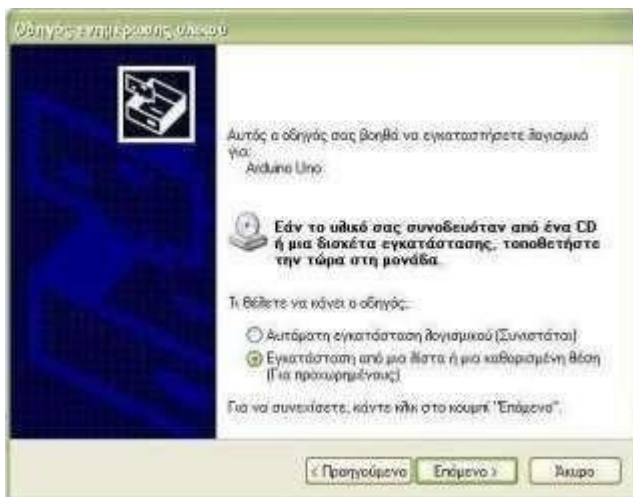 Οδηγός ενημέρωσης υλικού
Αυτός ο οδηγός σας βοηθά να εγκαταστήσετε λογισμικό
για:
Arduino Uno
Εάν το υλικό σας συνοδευόταν από ένα CD
ή μια δισκέτα εγκατάστασης, τοποθετήστε
την τώρα στη μονάδα.
Τι θέλετε να κάνει ο οδηγός;
Αυτόματη εγκατάσταση λογισμικού (Συνιστάται)
Εγκατάσταση από μια λίστα ή μια καθορισμένη θέση
(Για προχωρημένους)
Για να συνεχίσετε, κάντε κλικ στο κουμπί "Επόμενο".
< Προηγούμενο Επόμενο > Άκυρο